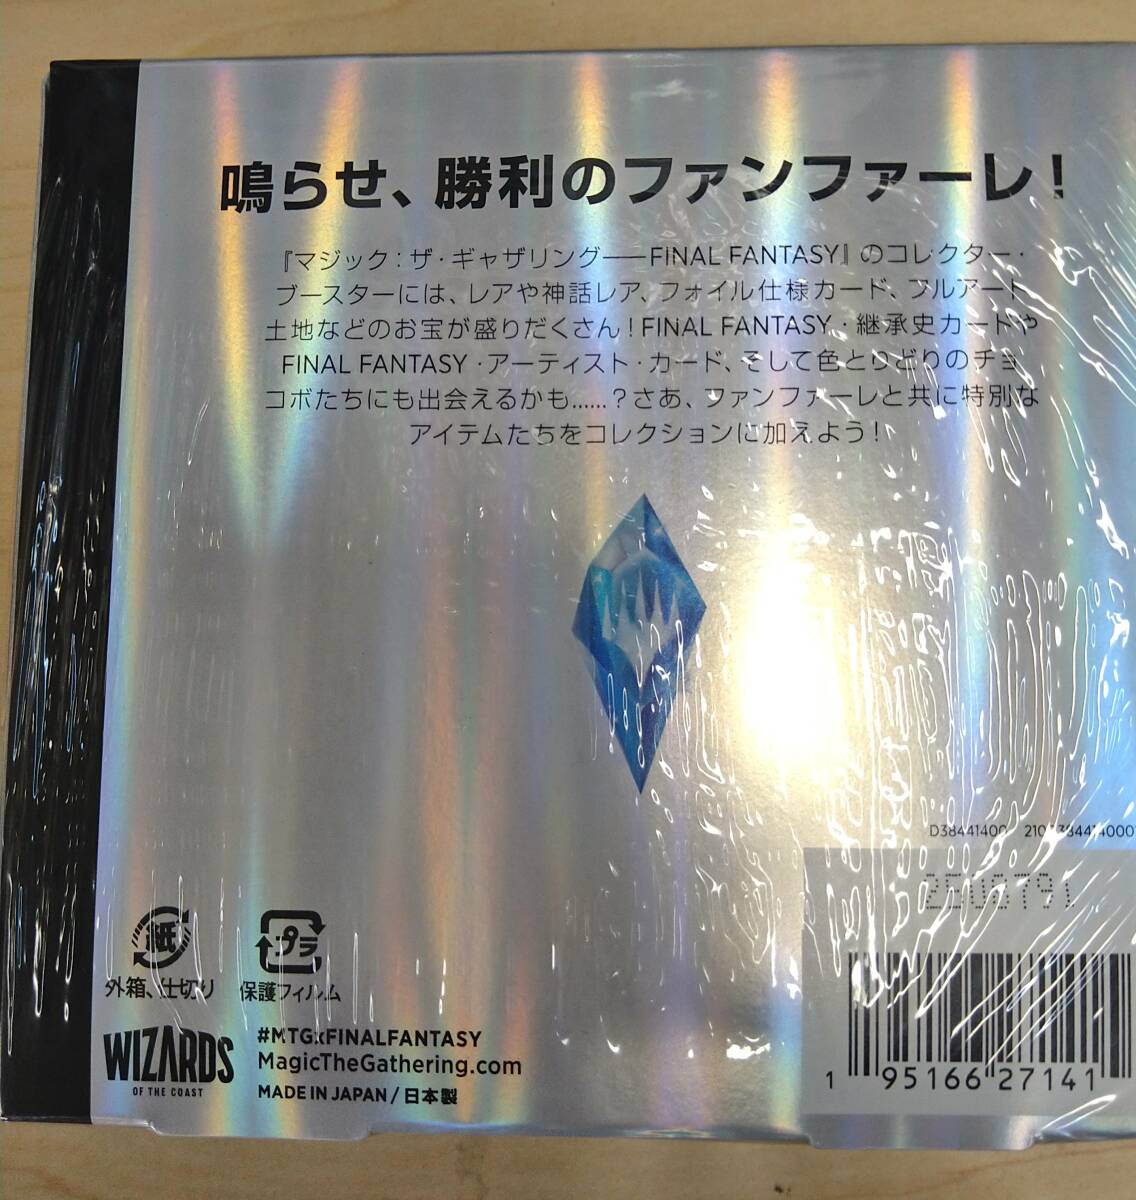 鳴らせ、勝利のファンファーレ！
『マジック：ザ・ギャザリング──FINAL FANTASY』のコレクター・
ブースターには、レアや神話レア、フォイル仕様カード、フルアート
土地などのお宝が盛りだくさん！FINAL FANTASY・継承史カードや
FINAL FANTASY・アーティスト・カード、そして色とりどりのチョ
コボたちにも出会えるかも……？さあ、ファンファーレと共に特別な
アイテムたちをコレクションに加えよう！
D38441400
2506791
紙
プラ
外箱、仕切り
保護フィルム
WIZARDS
OF THE COAST
#MTGxFINALFANTASY
MagicTheGathering.com
MADE IN JAPAN / 日本製
1 95166 27141